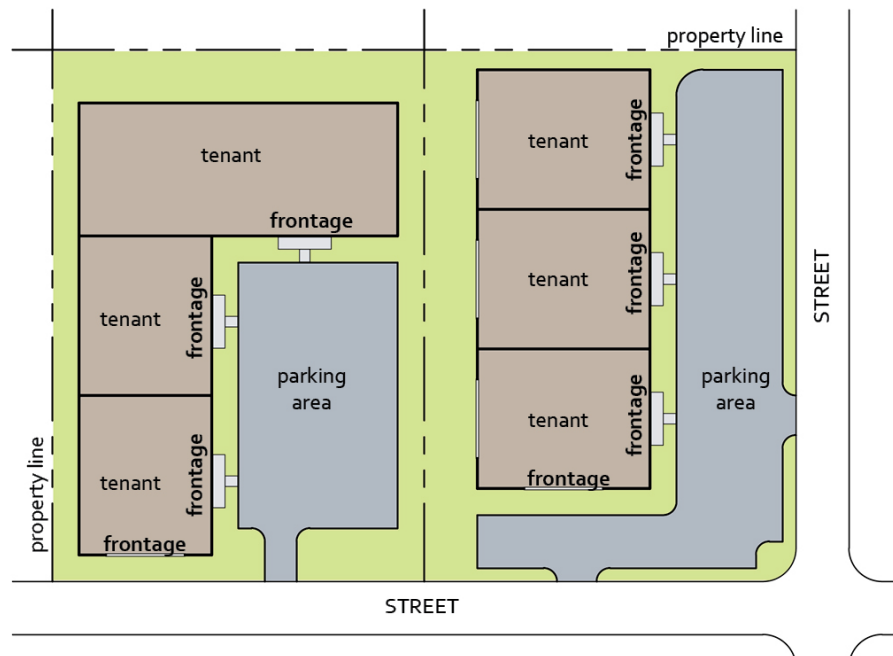 property line
tenant
frontage
tenant
frontage
parking
area
tenant
frontage
frontage
property line
tenant
frontage
tenant
frontage
tenant
frontage
frontage
parking
area
STREET
STREET